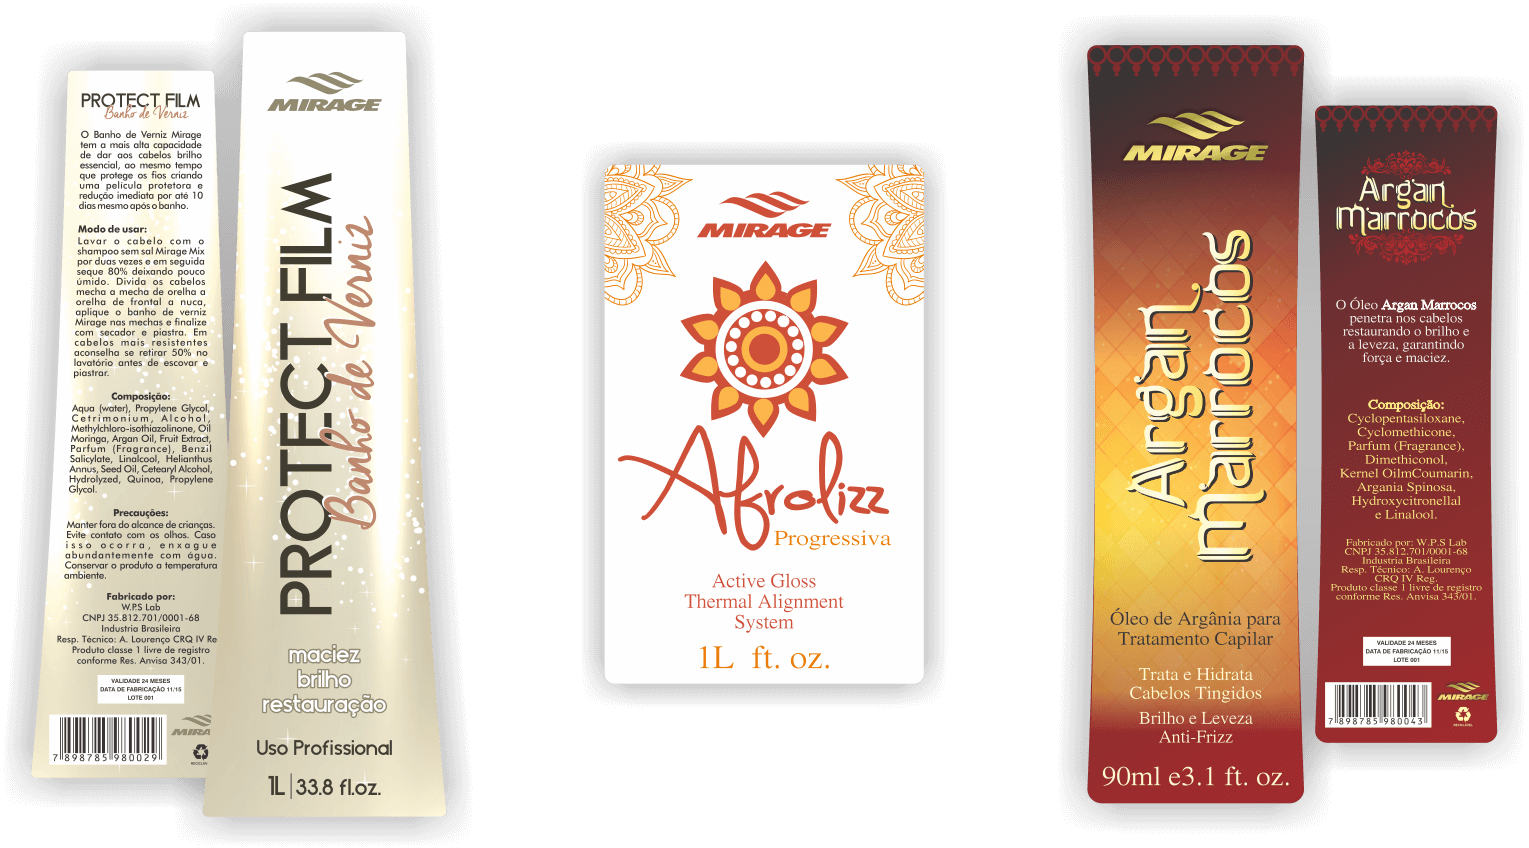 PROTECT FILM
Banho de Verniz
O Banho de Verniz Mirage
tem a mais alta capacidade
de dar aos cabelos brilho
essencial, ao mesmo tempo
que protege os fios criando
uma película protetora e
redução imediata por até 10
dias mesmo após o banho.
Modo de usar:
Lavar o cabelo com o
shampoo sem sal Mirage Mix
por duas vezes e em seguida
seque 80% deixando pouco
úmido. Divida os cabelos
mecha a mecha de orelha a
orelha de frontal a nuca,
aplique o banho de verniz
Mirage nas mechas e finalize
com secador e piastra. Em
cabelos mais resistentes
aconselha se retirar 50% no
lavatório antes de escovar e
piastrar.
Composição:
Aqua (water), Propylene Glycol,
Cetrimonium, Alcohol,
Methylchloro-isothiazolinone, Oil
Moringa, Argan Oil, Fruit Extract,
Parfum (Fragrance), Benzil
Salicylate, Linalcool, Helianthus
Annus, Seed Oil, Cetearyl Alcohol,
Hydrolyzed, Quinoa, Propylene
Glycol.
Precauções:
Manter fora do alcance de crianças.
Evite contato com os olhos. Caso
isso ocorra, enxague
abundantemente com água.
Conservar o produto a temperatura
ambiente.
Fabricado por:
W.P.S Lab
CNPJ 35.812.701/0001-68
Industria Brasileira
Resp. Técnico: A. Lourenço CRQ IV Re
Produto classe 1 livre de registro
conforme Res. Anvisa 343/01.
VALIDADE 24 MESES
DATA DE FABRICAÇÃO 11/15
LOTE 001
7 898785 980029
MIRA
RECICLÁV
MIRAGE
PROTECT FILM
Banho de Verniz
maciez
brilho
restauração
Uso Profissional
1L | 33.8 fl.oz.
MIRAGE
Afrolizz
Progressiva
Active Gloss
Thermal Alignment
System
1L ft. oz.
MIRAGE
Argan
Marrocos
Óleo de Argânia para
Tratamento Capilar
Trata e Hidrata
Cabelos Tingidos
Brilho e Leveza
Anti-Frizz
90ml e3.1 ft. oz.
Argan
Marrocos
O Óleo Argan Marrocos
penetra nos cabelos
restaurando o brilho e
a leveza, garantindo
força e maciez.
Composição:
Cyclopentasiloxane,
Cyclomethicone,
Parfum (Fragrance),
Dimethiconol,
Kernel OilmCoumarin,
Argania Spinosa,
Hydroxycitronellal
e Linalool.
Fabricado por: W.P.S Lab
CNPJ 35.812.701/0001-68
Industria Brasileira
Resp. Técnico: A. Lourenço
CRQ IV Reg.
Produto classe 1 livre de registro
conforme Res. Anvisa 343/01.
VALIDADE 24 MESES
DATA DE FABRICAÇÃO 11/15
LOTE 001
7 898785 980043
MIRAGE
RECICLÁVEL